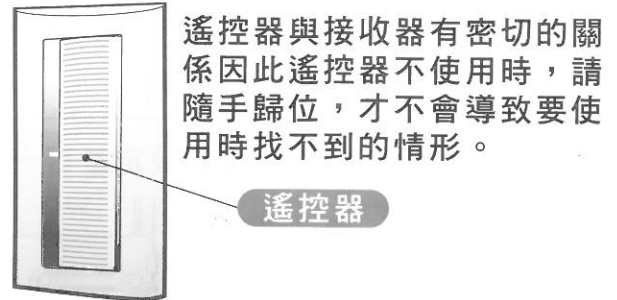 遙控器與接收器有密切的關
係因此遙控器不使用時，請
隨手歸位，才不會導致要使
用時找不到的情形。
遙控器